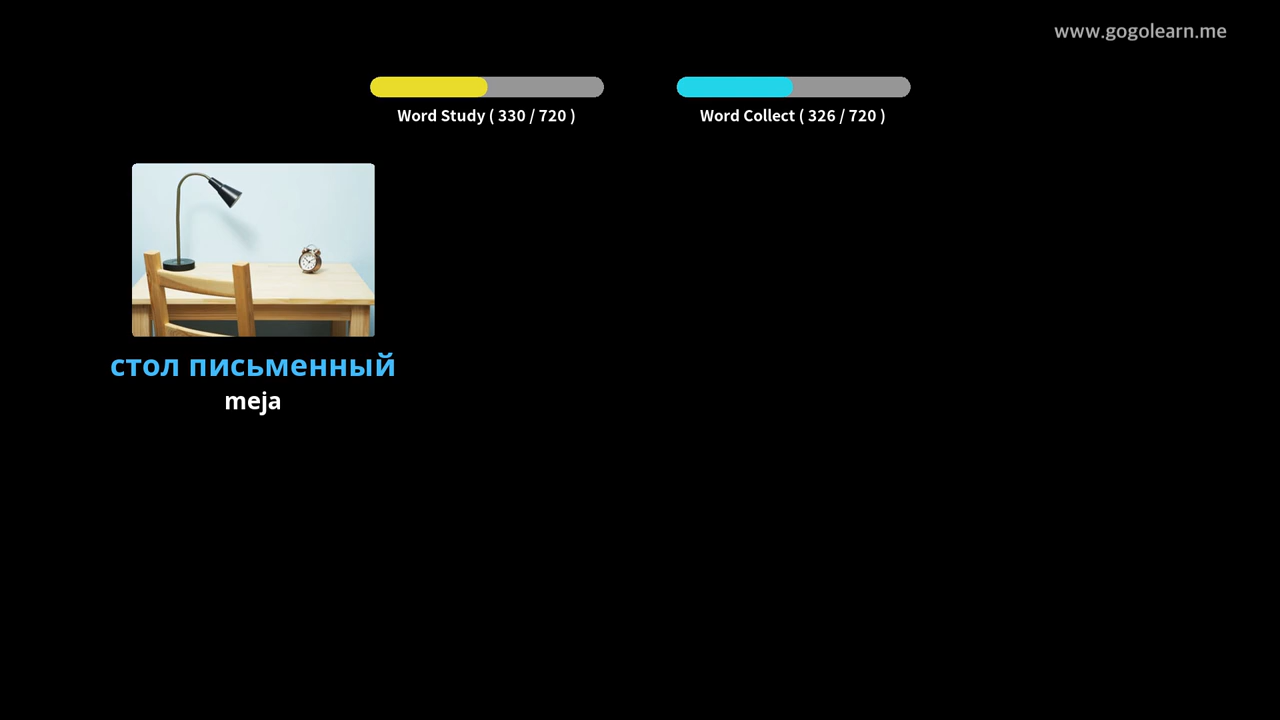 www.gogolearn.me
Word Study ( 330 / 720 )
Word Collect ( 326 / 720 )
стол письменный
meja